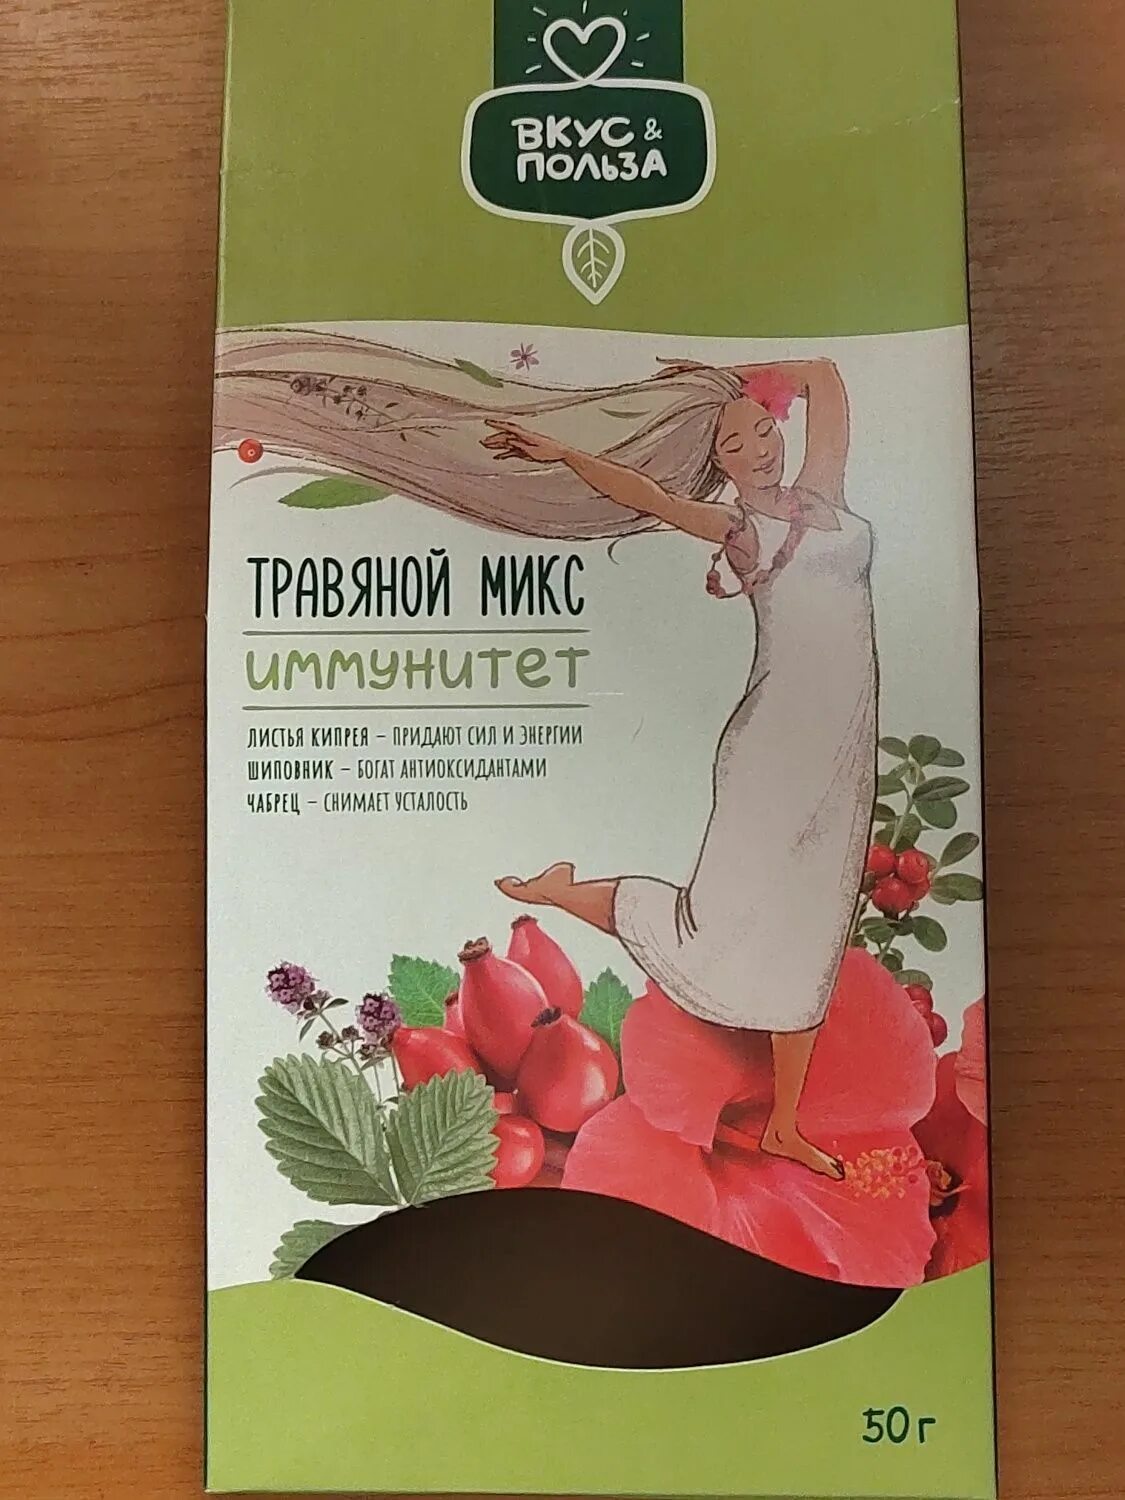 ВКУС &
ПОЛЬЗА
ТРАВЯНОЙ МИКС
ИММУНИТЕТ
ЛИСТЬЯ КИПРЕЯ – ПРИДАЮТ СИЛ И ЭНЕРГИИ
ШИПОВНИК – БОГАТ АНТИОКСИДАНТАМИ
ЧАБРЕЦ – СНИМАЕТ УСТАЛОСТЬ
50 г